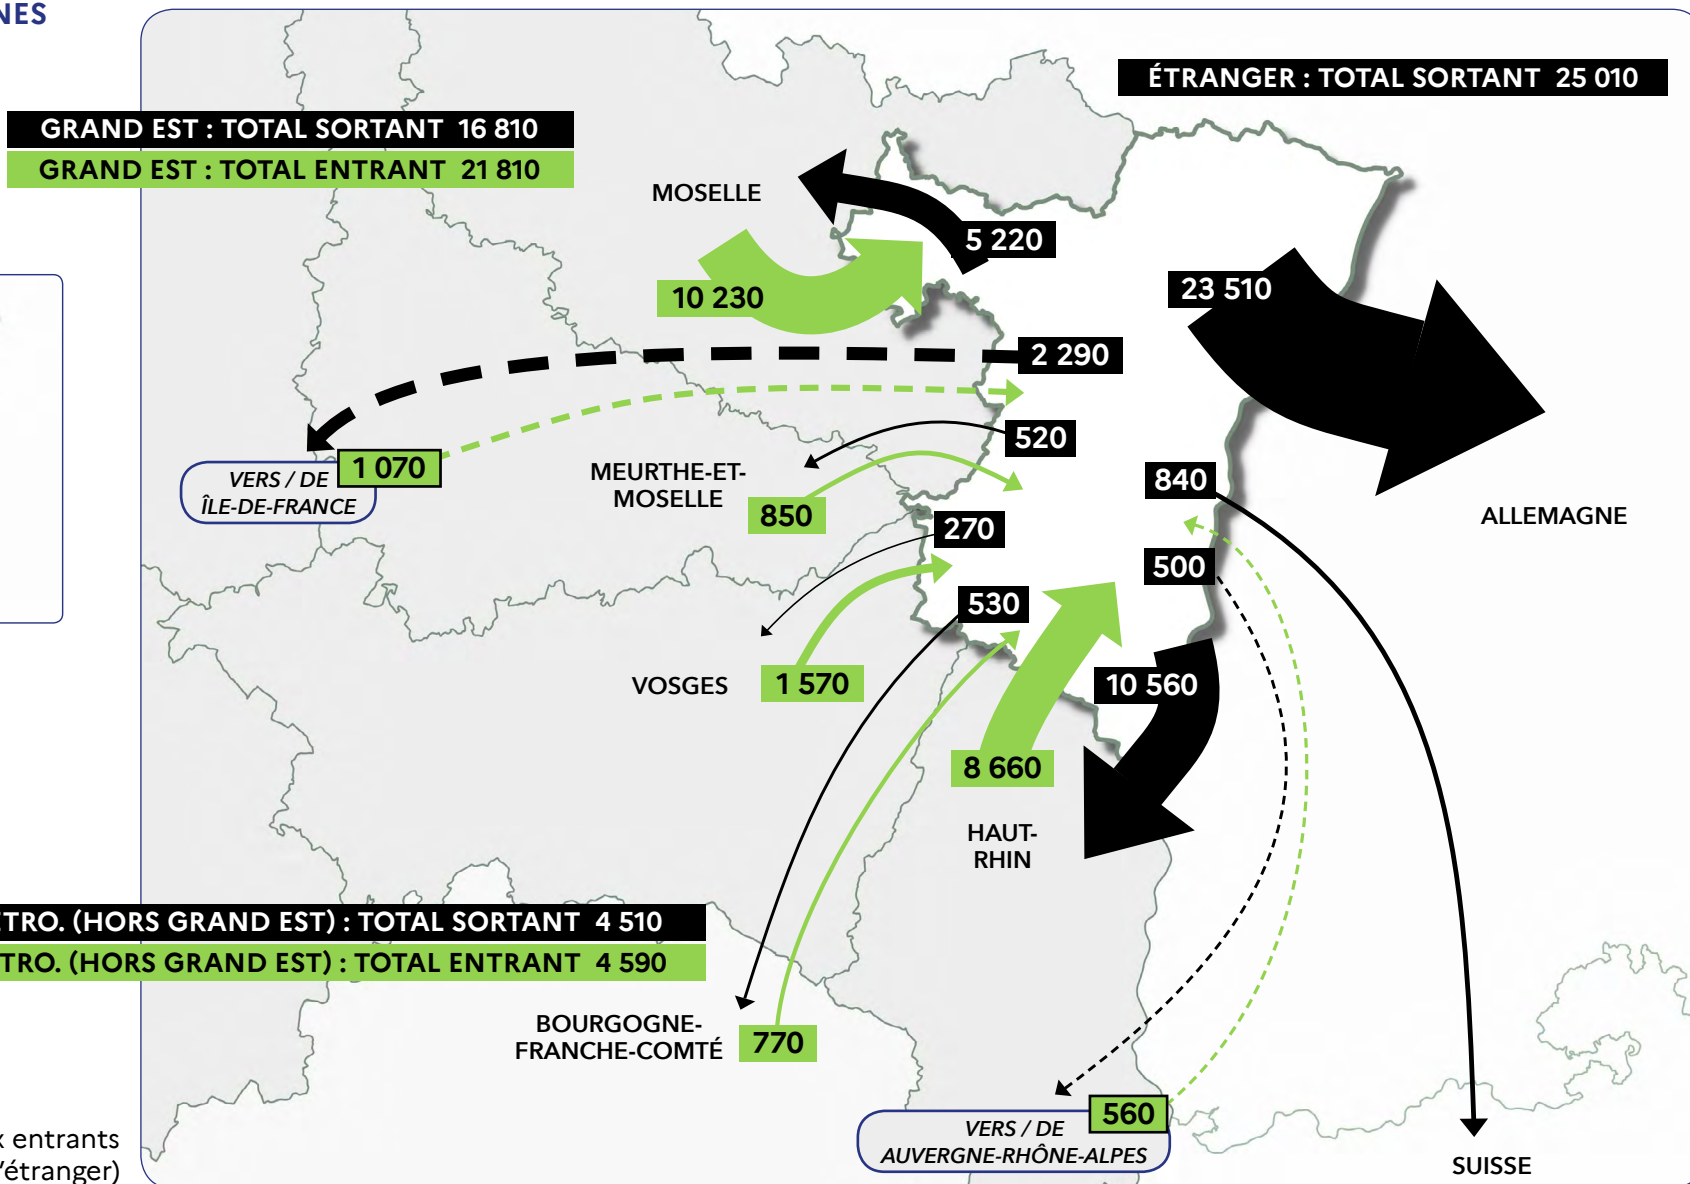 NES
ÉTRANGER : TOTAL SORTANT 25 010
GRAND EST : TOTAL SORTANT 16 810
GRAND EST : TOTAL ENTRANT 21 810
MOSELLE
5 220
10 230
23 510
2 290
520
1 070
VERS / DE
ÎLE-DE-FRANCE
MEURTHE-ET-
MOSELLE
850
840
ALLEMAGNE
270
500
530
VOSGES
1 570
10 560
8 660
HAUT-
RHIN
TRO. (HORS GRAND EST) : TOTAL SORTANT 4 510
TRO. (HORS GRAND EST) : TOTAL ENTRANT 4 590
BOURGOGNE-
FRANCHE-COMTÉ
770
560
VERS / DE
AUVERGNE-RHÔNE-ALPES
x entrants
l'étranger)
SUISSE